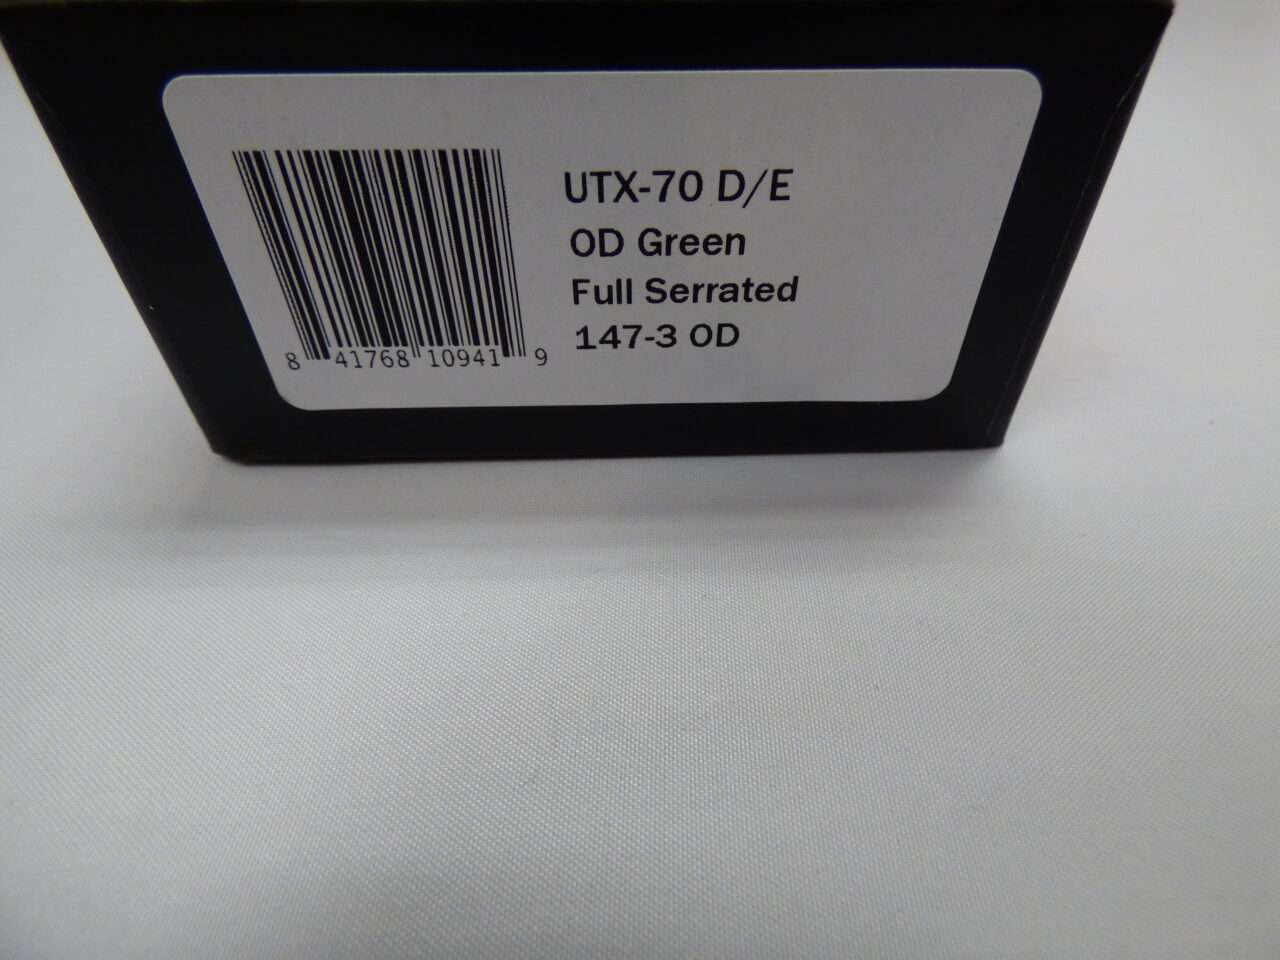 UTX-70 D/E
OD Green
Full Serrated
147-3 OD
8 41768 10941 9